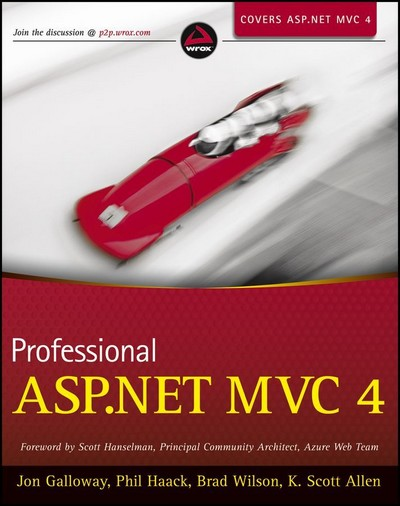 Join the discussion @ p2p.wrox.com
wrox
COVERS ASP.NET MVC 4
Professional
ASP.NET MVC 4
Foreword by Scott Hanselman, Principal Community Architect, Azure Web Team
Jon Galloway, Phil Haack, Brad Wilson, K. Scott Allen